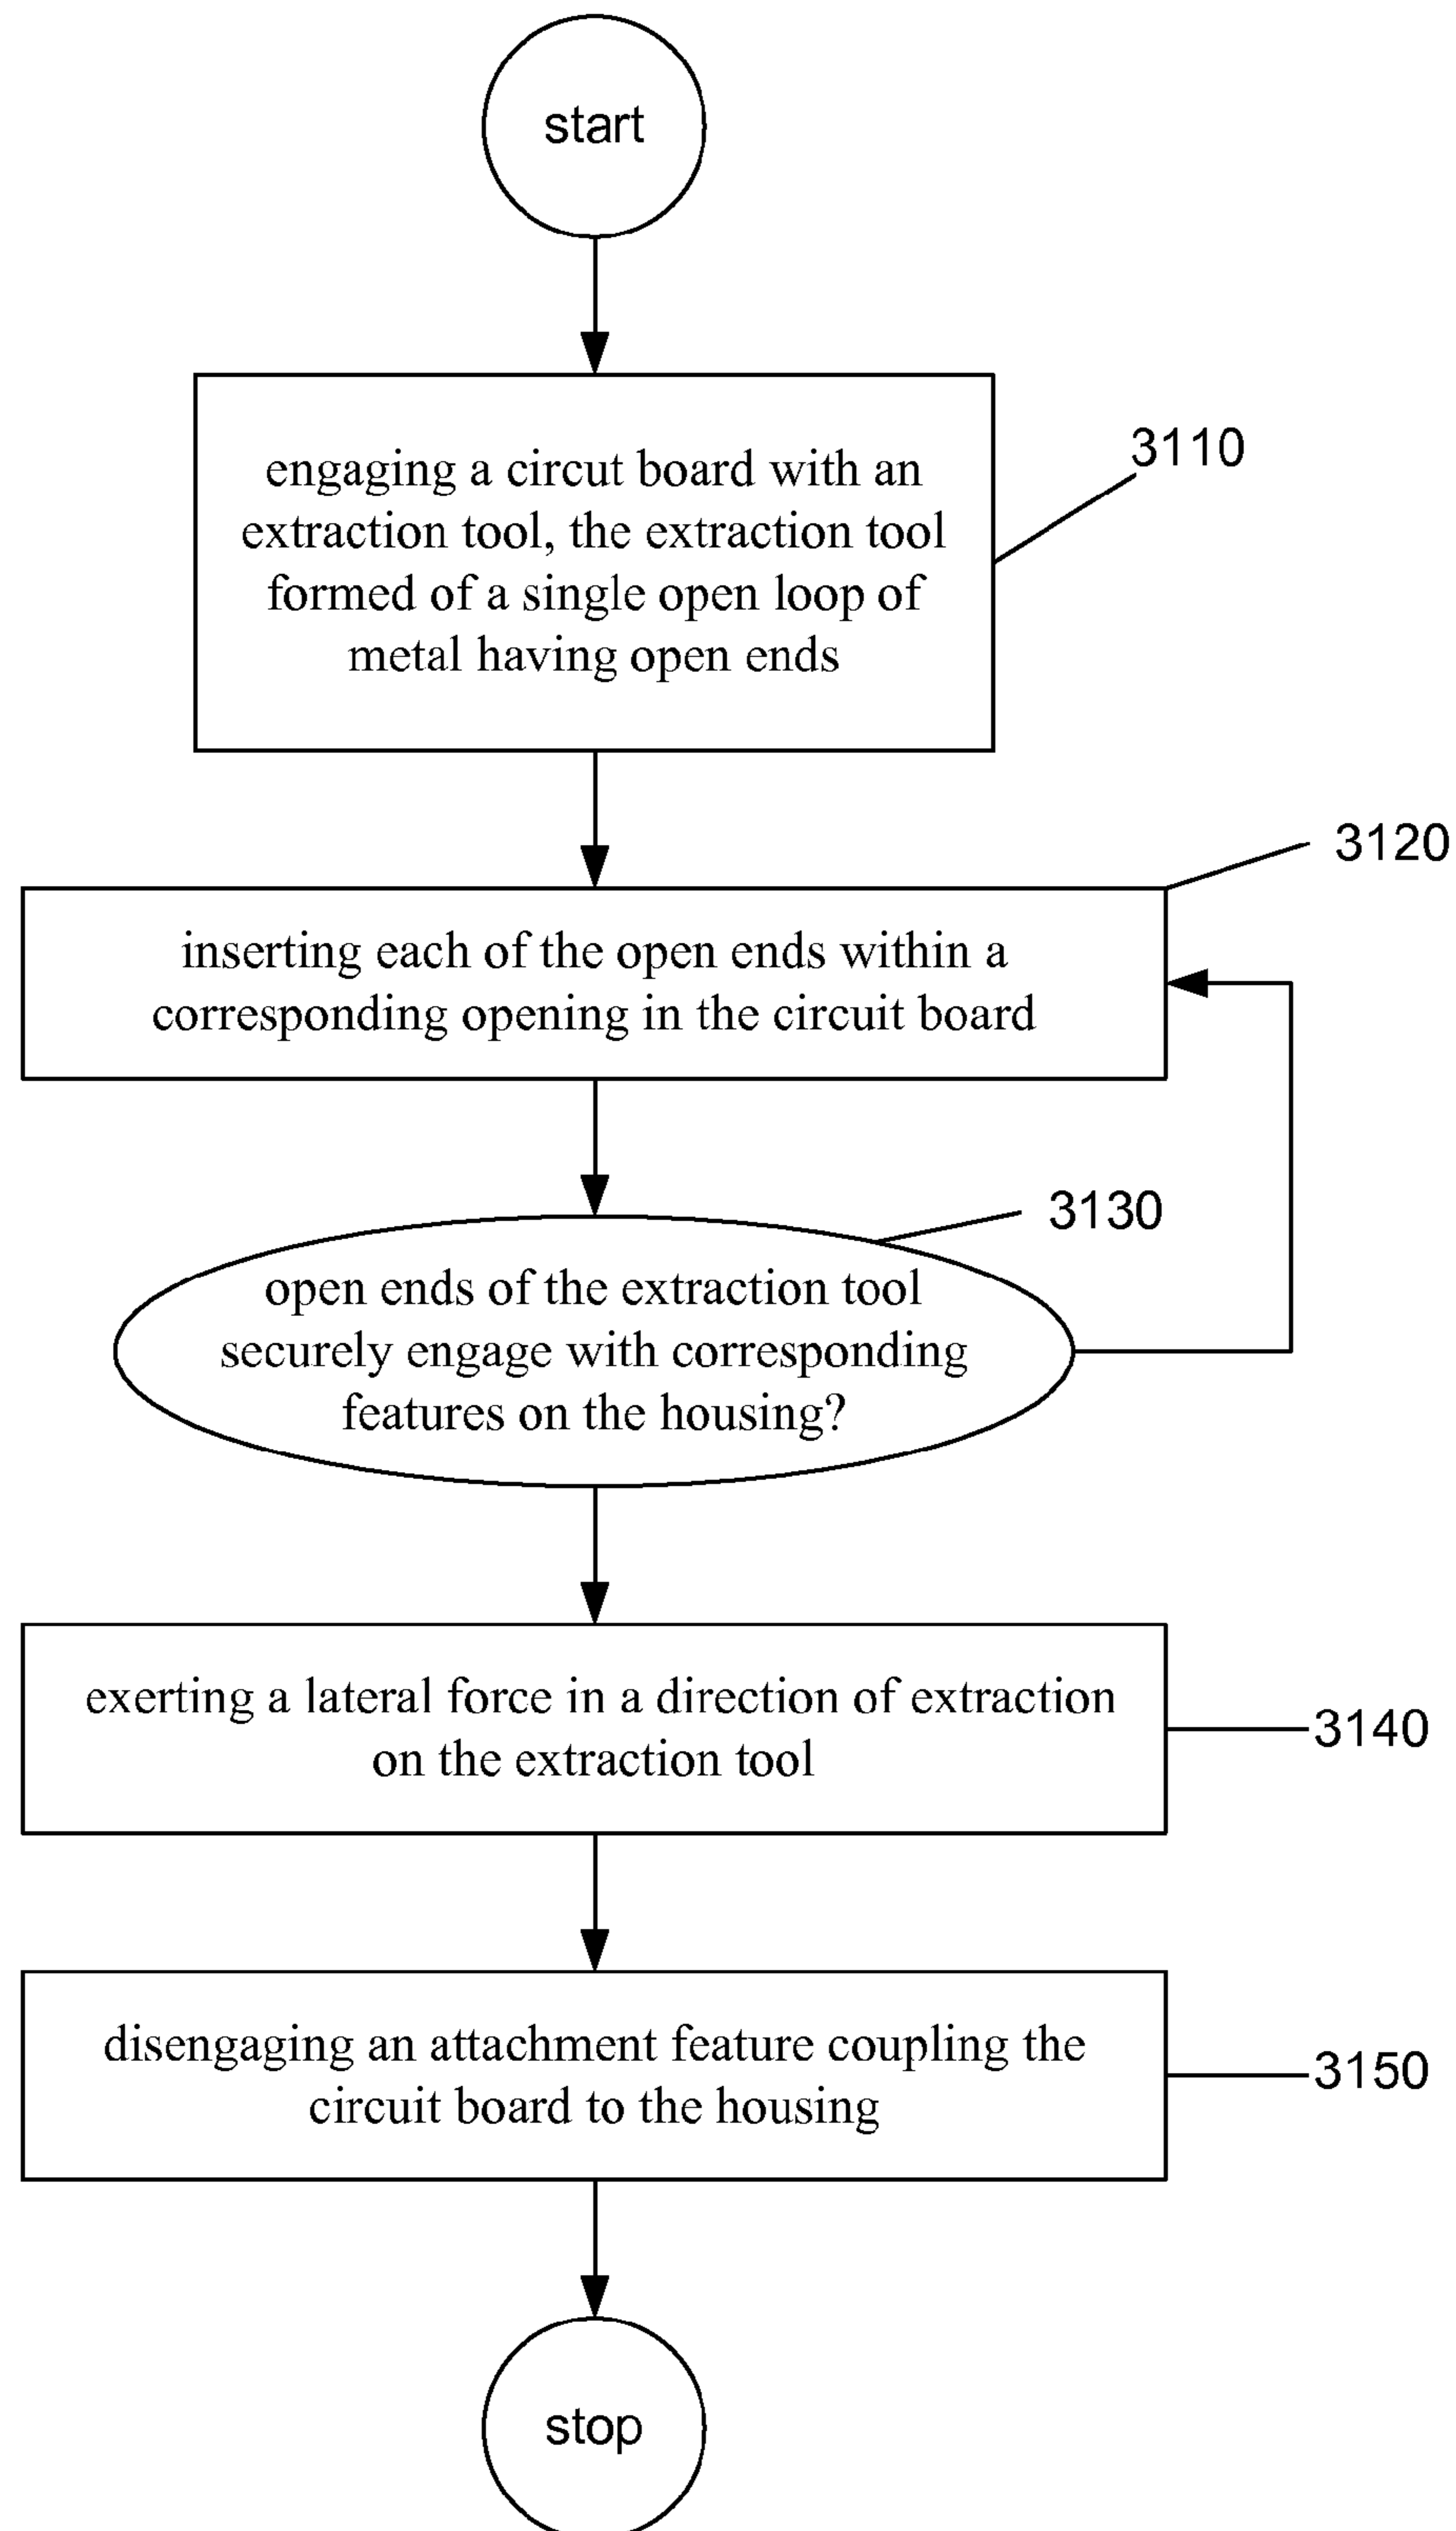 start
engaging a circut board with an
extraction tool, the extraction tool
formed of a single open loop of
metal having open ends
3110
3120
inserting each of the open ends within a
corresponding opening in the circuit board
3130
open ends of the extraction tool
securely engage with corresponding
features on the housing?
exerting a lateral force in a direction of extraction
on the extraction tool
3140
disengaging an attachment feature coupling the
circuit board to the housing
3150
stop